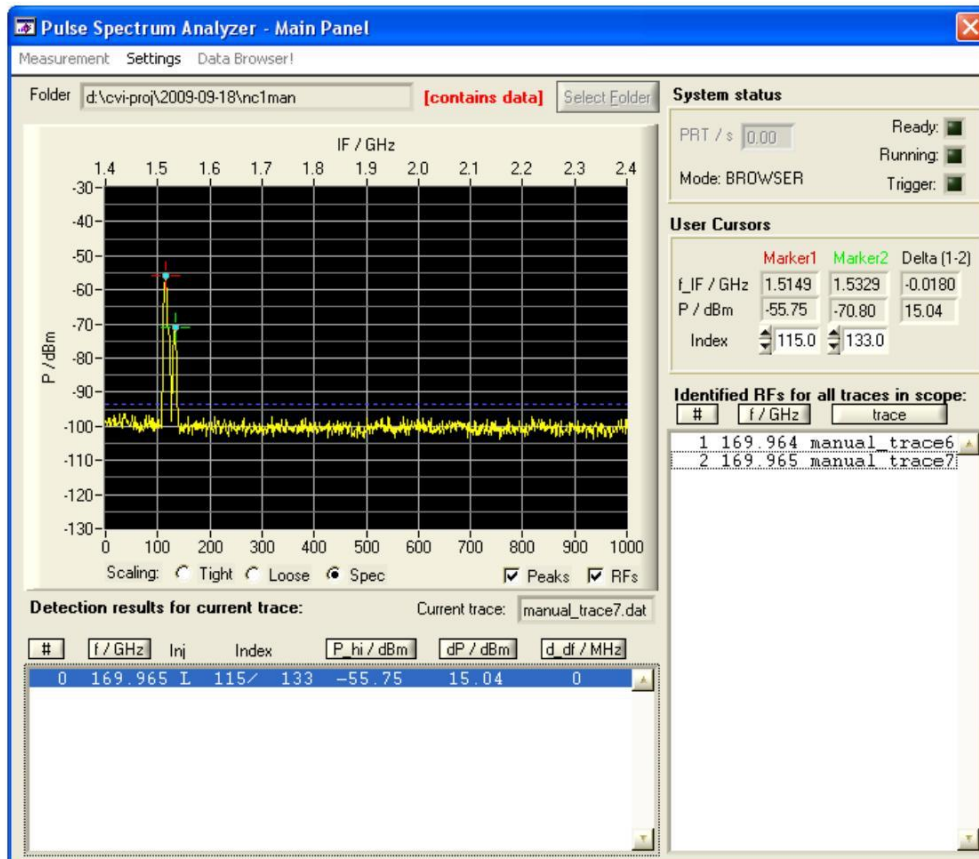 Pulse Spectrum Analyzer - Main Panel
Measurement Settings Data Browser!
Folder d:\cvi-proj\2009-09-18\nc1man [contains data] Select Folder
IF / GHz
1.4 1.5 1.6 1.7 1.8 1.9 2.0 2.1 2.2 2.3 2.4
P / dBm
-30
-40
-50
-60
-70
-80
-90
-100
-110
-120
-130
0 100 200 300 400 500 600 700 800 900 1000
Scaling: Tight Loose Spec Peaks RFs
Detection results for current trace: Current trace: manual_trace7.dat
# f / GHz Inj Index P_hi / dBm dP / dBm d_df / MHz
0 169.965 L 115/ 133 -55.75 15.04 0
System status
PRT / s 0.00 Ready:
Running:
Mode: BROWSER Trigger:
User Cursors
Marker1 Marker2 Delta (1-2)
f_IF / GHz 1.5149 1.5329 -0.0180
P / dBm -55.75 -70.80 15.04
Index 115.0 133.0
Identified RFs for all traces in scope:
# f / GHz trace
1 169.964 manual_trace6
2 169.965 manual_trace7